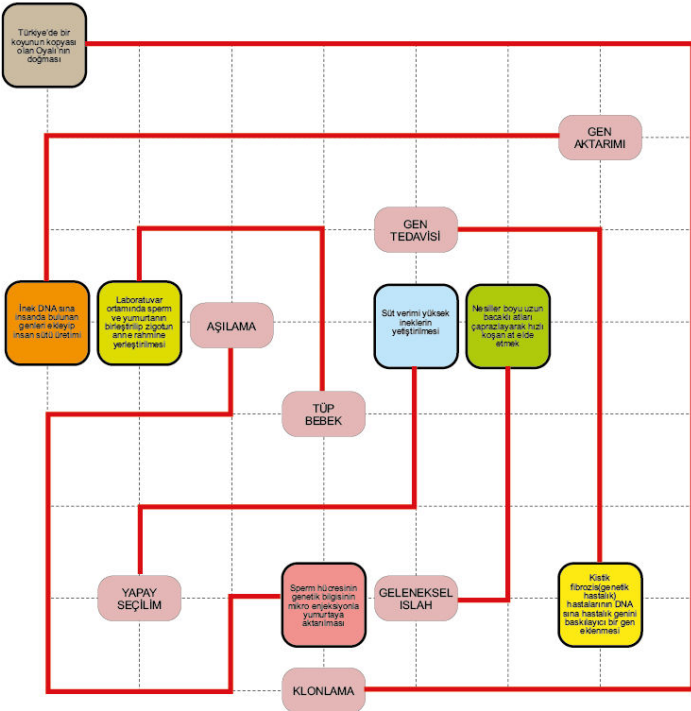 Türkiye'de bir
koyunun kopyası
olan Oyalı'nın
doğması
GEN
AKTARIMI
GEN
TEDAVİSİ
İnek DNA sına
insanda bulunan
genleri ekleyip
insan sütü üretimi
Laboratuvar
ortamında sperm
ve yumurtanın
birleştirilip zigotun
anne rahmine
yerleştirilmesi
AŞILAMA
Süt verimi yüksek
ineklerin
yetiştirilmesi
Nesiller boyu uzun
bacaklı atları
çaprazlayarak hızlı
koşan at elde
etmek
TÜP
BEBEK
YAPAY
SEÇİLİM
Sperm hücresinin
genetik bilgisinin
mikro enjeksiyonla
yumurtaya
aktarılması
GELENEKSEL
ISLAH
Kistik
fibrozis(genetik
hastalık)
hastalarının DNA
sına hastalık genini
baskılayıcı bir gen
eklenmesi
KLONLAMA